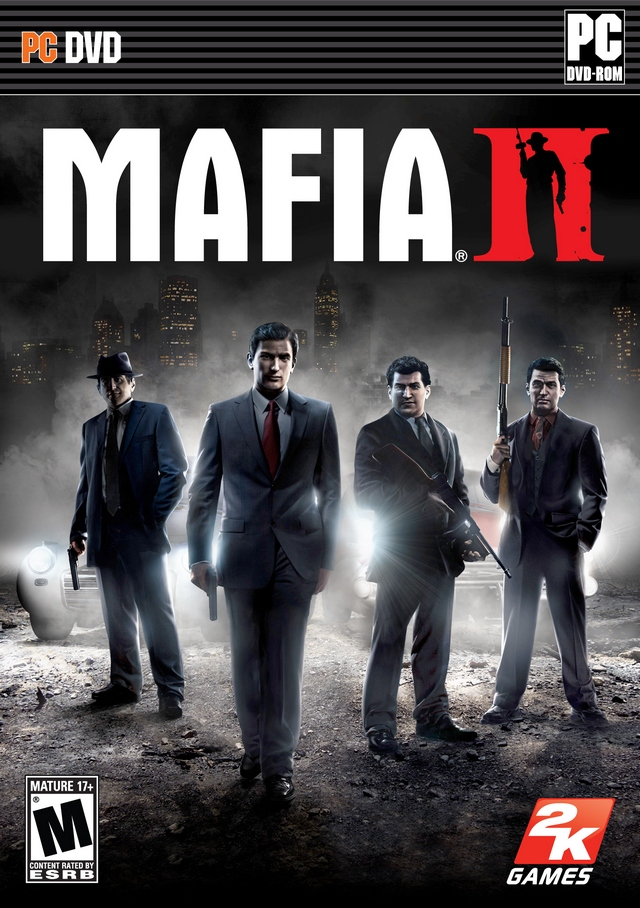 PC DVD
PC
DVD-ROM
MAFIA® II
MATURE 17+
M®
CONTENT RATED BY
ESRB
2K
GAMES